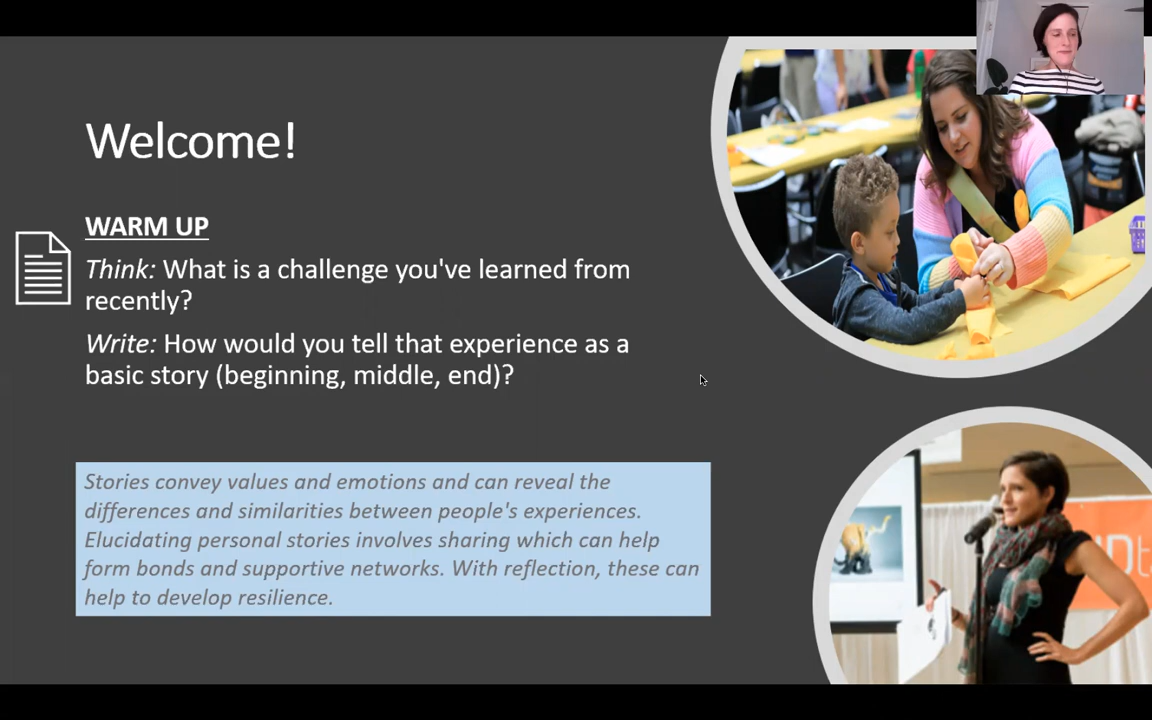 Welcome!
WARM UP
Think: What is a challenge you've learned from
recently?
Write: How would you tell that experience as a
basic story (beginning, middle, end)?
Stories convey values and emotions and can reveal the
differences and similarities between people's experiences.
Elucidating personal stories involves sharing which can help
form bonds and supportive networks. With reflection, these can
help to develop resilience.